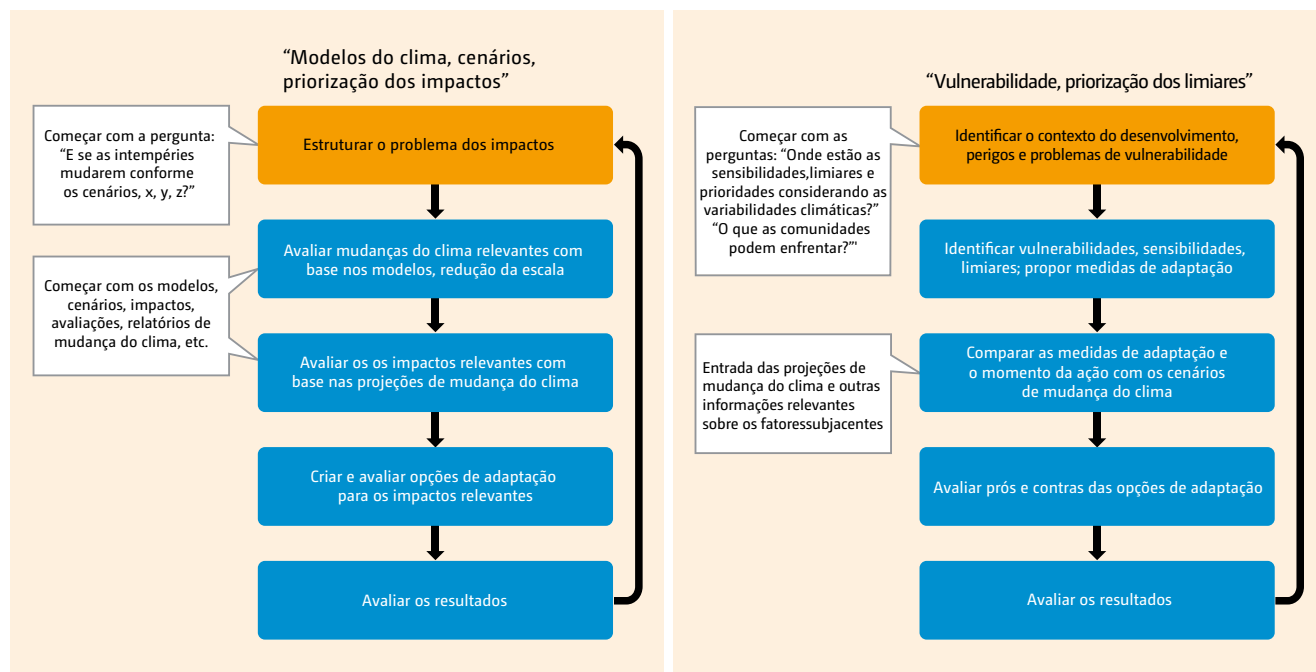 “Modelos do clima, cenários,
priorização dos impactos”
Começar com a pergunta:
“E se as intempéries
mudarem conforme
os cenários, x, y, z?”
Estruturar o problema dos impactos
Avaliar mudanças do clima relevantes com
base nos modelos, redução da escala
Começar com os modelos,
cenários, impactos,
avaliações, relatórios de
mudança do clima, etc.
Avaliar os os impactos relevantes com
base nas projeções de mudança do clima
Criar e avaliar opções de adaptação
para os impactos relevantes
Avaliar os resultados
“Vulnerabilidade, priorização dos limiares”
Começar com as
perguntas: “Onde estão as
sensibilidades,limiares e
prioridades considerando as
variabilidades climáticas?”
“O que as comunidades
podem enfrentar?”'
Identificar o contexto do desenvolvimento,
perigos e problemas de vulnerabilidade
Identificar vulnerabilidades, sensibilidades,
limiares; propor medidas de adaptação
Entrada das projeções de
mudança do clima e outras
informações relevantes
sobre os fatoressubjacentes
Comparar as medidas de adaptação e
o momento da ação com os cenários
de mudança do clima
Avaliar prós e contras das opções de adaptação
Avaliar os resultados